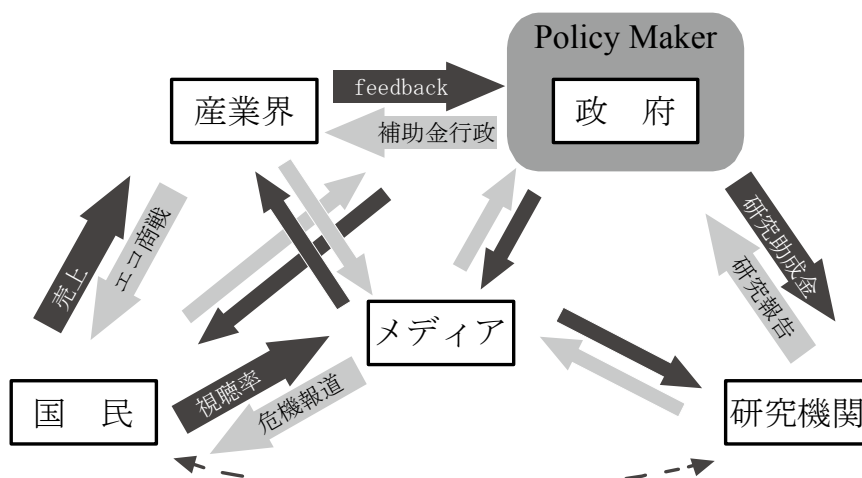 Policy Maker
feedback
産業界
政　府
補助金行政
エコ商戦
売上
研究助成金
研究報告
メディア
視聴率
危機報道
国　民
研究機関